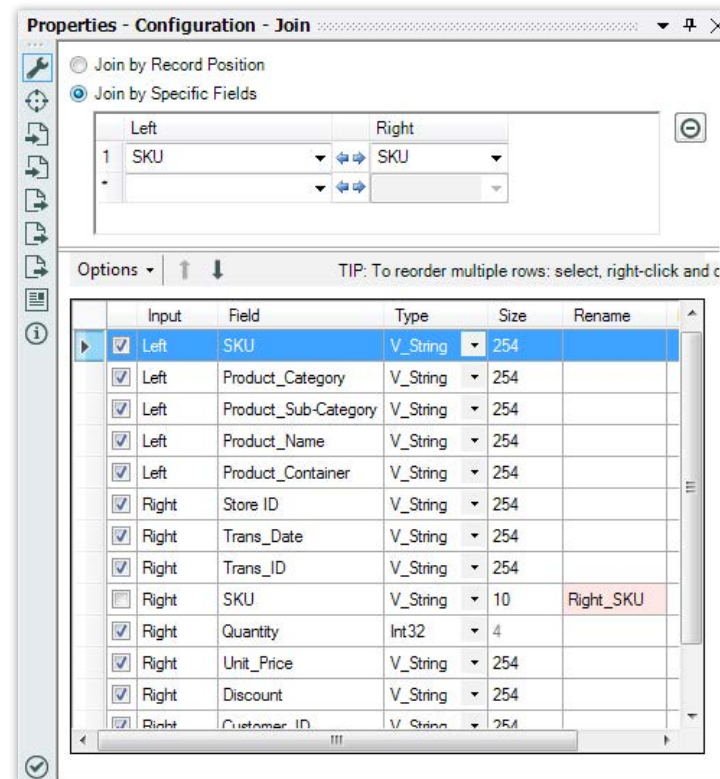 Properties - Configuration - Join
Join by Record Position
Join by Specific Fields
Left Right
1 SKU SKU
*
Options TIP: To reorder multiple rows: select, right-click and
Input Field Type Size Rename
Left SKU V_String 254
Left Product_Category V_String 254
Left Product_Sub-Category V_String 254
Left Product_Name V_String 254
Left Product_Container V_String 254
Right Store ID V_String 254
Right Trans_Date V_String 254
Right Trans_ID V_String 254
Right SKU V_String 10 Right_SKU
Right Quantity Int32 4
Right Unit_Price V_String 254
Right Discount V_String 254
Right Customer_ID V_String 254